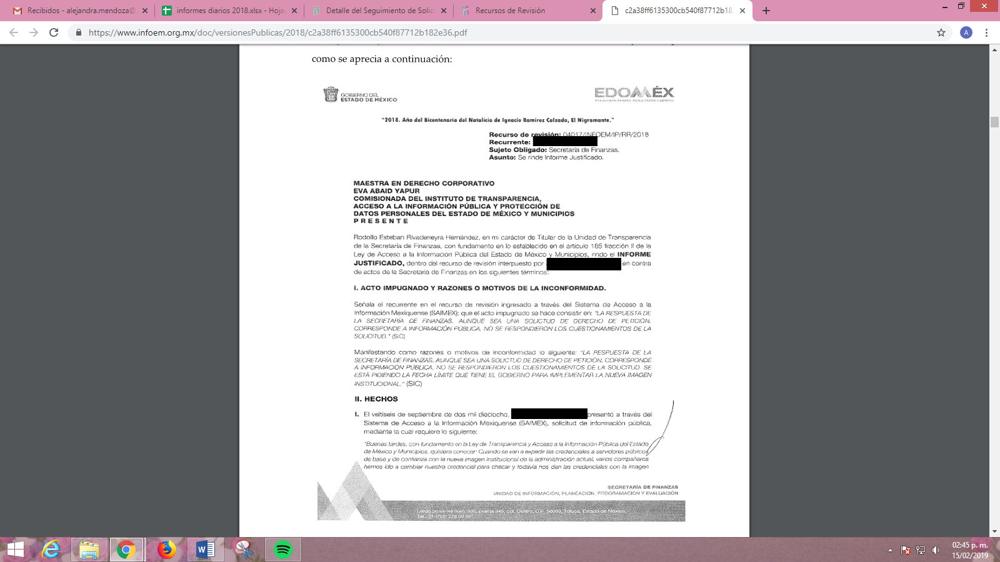 Recibidos - alejandra.mendoza@
informes diarios 2018.xlsx - Hoja
Detalle del Seguimiento de Solic
Recursos de Revisión
c2a38ff6135300cb540f87712b18
https://www.infoem.org.mx/doc/versionesPublicas/2018/c2a38ff6135300cb540f87712b182e36.pdf
A
como se aprecia a continuación:
GOBIERNO DEL
ESTADO DE MÉXICO
EDOMÉX
"2018. Año del Bicentenario del Natalicio de Ignacio Ramírez Calzada, El Nigromante."
Recurso de revisión: 04017/INFOEM/IP/RR/2018
Recurrente:
Sujeto Obligado: Secretaría de Finanzas.
Asunto: Se rinde Informe Justificado.
MAESTRA EN DERECHO CORPORATIVO
EVA ABAID YAPUR
COMISIONADA DEL INSTITUTO DE TRANSPARENCIA,
ACCESO A LA INFORMACIÓN PÚBLICA Y PROTECCIÓN DE
DATOS PERSONALES DEL ESTADO DE MÉXICO Y MUNICIPIOS
P R E S E N T E
Rodolfo Esteban Rivadeneyra Hernández, en mi carácter de Titular de la Unidad de Transparencia
de la Secretaría de Finanzas, con fundamento en lo establecido en el artículo 185 fracción II de la
Ley de Acceso a la Información Pública del Estado de México y Municipios, rindo el INFORME
JUSTIFICADO, dentro del recurso de revisión interpuesto por en contra
de actos de la Secretaría de Finanzas en los siguientes términos:
I. ACTO IMPUGNADO Y RAZONES O MOTIVOS DE LA INCONFORMIDAD.
Señala el recurrente en el recurso de revisión ingresado a través del Sistema de Acceso a la
Información Mexiquense (SAIMEX); que el acto impugnado se hace consistir en: "LA RESPUESTA DE
LA SECRETARÍA DE FINANZAS. AUNQUE SEA UNA SOLICITUD DE DERECHO DE PETICIÓN,
CORRESPONDE A INFORMACIÓN PÚBLICA, NO SE RESPONDIERON LOS CUESTIONAMIENTOS DE LA
SOLICITUD." (SIC)
Manifestando como razones o motivos de inconformidad lo siguiente: "LA RESPUESTA DE LA
SECRETARÍA DE FINANZAS. AUNQUE SEA UNA SOLICITUD DE DERECHO DE PETICIÓN, CORRESPONDE
A INFORMACIÓN PÚBLICA, NO SE RESPONDIERON LOS CUESTIONAMIENTOS DE LA SOLICITUD. SE
ESTÁ PIDIENDO LA FECHA LÍMITE QUE TIENE EL GOBIERNO PARA IMPLEMENTAR LA NUEVA IMAGEN
INSTITUCIONAL." (SIC)
II. HECHOS
I. El veitiseis de septiembre de dos mil dieciocho, presentó a través del
Sistema de Acceso a la Información Mexiquense (SAIMEX), solicitud de información pública,
mediante la cual requiere lo siguiente:
"Buenas tardes, con fundamento en la Ley de Transparencia y Acceso a la Información Pública del Estado
de México y Municipios, quisiera conocer: Cuando se van a expedir las credenciales a servidores públicos
de base y de confianza con la nueva imagen institucional de la administración actual, varios compañeros
hemos ido a cambiar nuestra credencial para checar y todavía nos dan las credenciales con la imagen
SECRETARÍA DE FINANZAS
UNIDAD DE INFORMACIÓN, PLANEACIÓN, PROGRAMACIÓN Y EVALUACIÓN
Lerdo poniente núm. 300, puerta 345, col. Centro, C.P. 50000, Toluca, Estado de México.
Tel.: 01 (722) 276 00 00
02:45 p. m.
15/02/2019